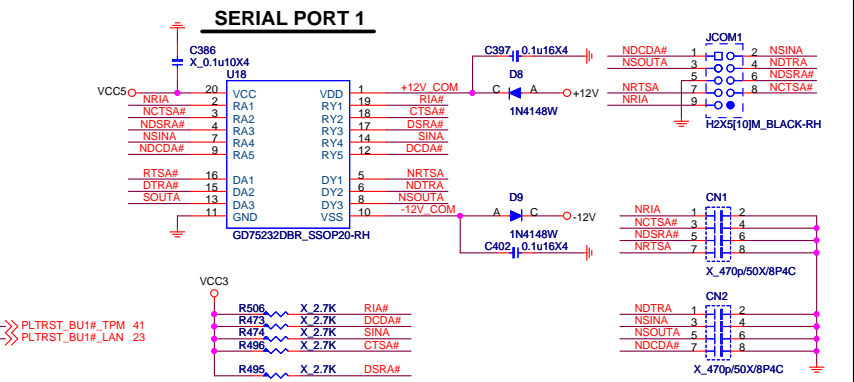 SERIAL PORT 1
C386
X_0.1u10X4
U18
VCC5
20 VCC VDD 1 +12V_COM
NRIA 2 RA1 RY1 19 RIA#
NCTSA# 3 RA2 RY2 18 CTSA#
NDSRA# 4 RA3 RY3 17 DSRA#
NSINA 7 RA4 RY4 14 SINA
NDCDA# 9 RA5 RY5 12 DCDA#
RTSA# 16 DA1 DY1 5 NRTSA
DTRA# 15 DA2 DY2 6 NDTRA
SOUTA 13 DA3 DY3 8 NSOUTA
11 GND VSS 10 -12V_COM
GD75232DBR_SSOP20-RH
C397 0.1u16X4
D8
C A +12V
1N4148W
D9
A C -12V
1N4148W
C402 0.1u16X4
JCOM1
NDCDA# 1 2 NSINA
NSOUTA 3 4 NDTRA
5 6 NDSRA#
NRTSA 7 8 NCTSA#
NRIA 9
H2X5[10]M_BLACK-RH
CN1
NRIA 1 2
NCTSA# 3 4
NDSRA# 5 6
NRTSA 7 8
X_470p/50X/8P4C
CN2
NDTRA 1 2
NSINA 3 4
NSOUTA 5 6
NDCDA# 7 8
X_470p/50X/8P4C
VCC3
R506 X_2.7K RIA#
R473 X_2.7K DCDA#
R474 X_2.7K SINA
R496 X_2.7K CTSA#
R495 X_2.7K DSRA#
PLTRST_BU1#_TPM 41
PLTRST_BU1#_LAN 23